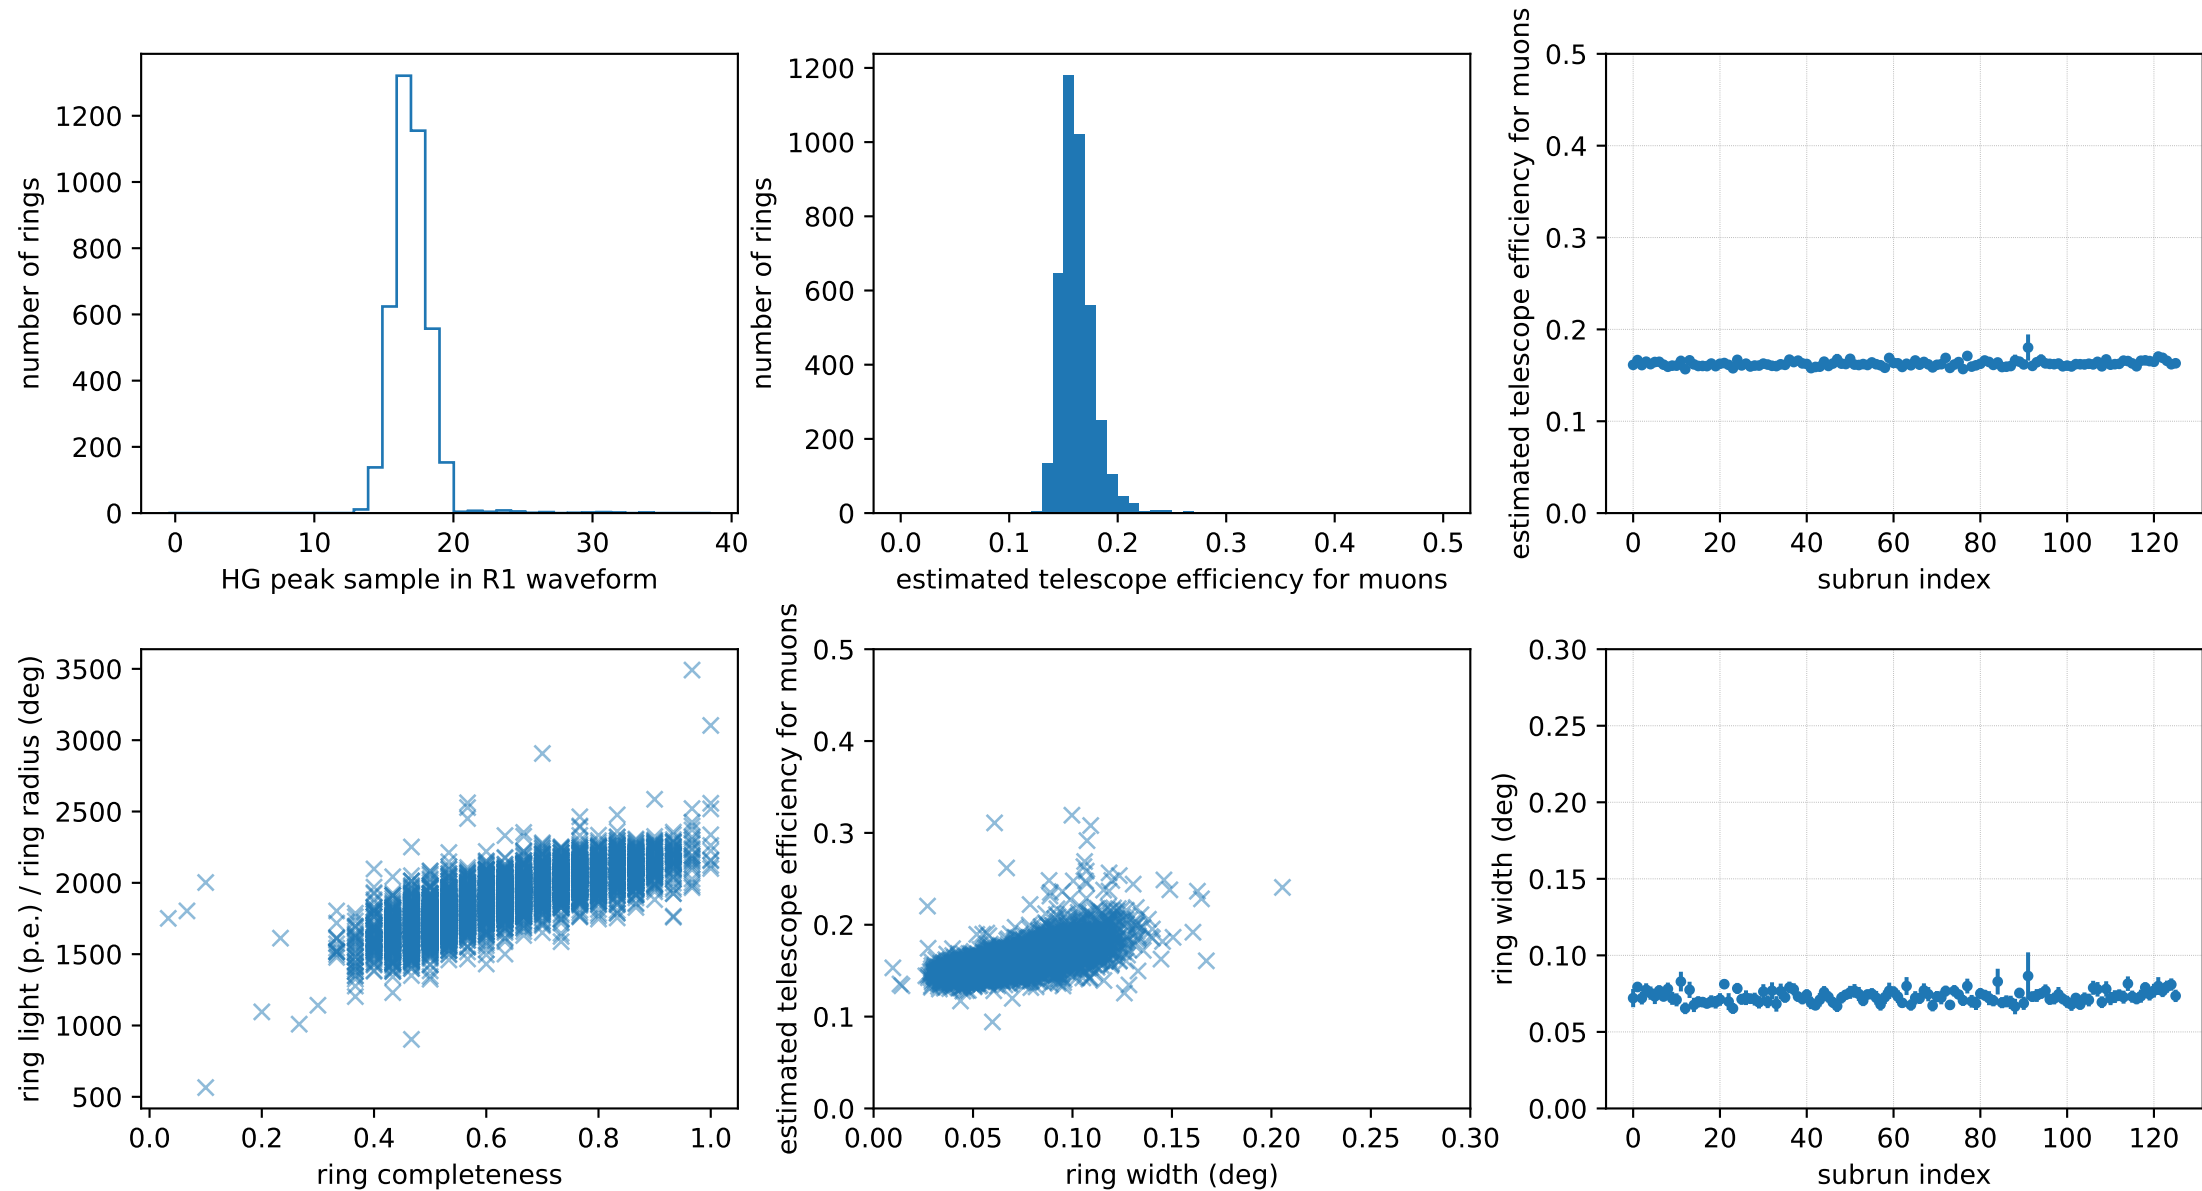 number of rings
1200
1000
800
600
400
200
0
0 10 20 30 40
HG peak sample in R1 waveform
number of rings
1200
1000
800
600
400
200
0
0.0 0.1 0.2 0.3 0.4 0.5
estimated telescope efficiency for muons
estimated telescope efficiency for muons
0.5
0.4
0.3
0.2
0.1
0.0
0 20 40 60 80 100 120
subrun index
ring light (p.e.) / ring radius (deg)
3500
3000
2500
2000
1500
1000
500
0.0 0.2 0.4 0.6 0.8 1.0
ring completeness
estimated telescope efficiency for muons
0.5
0.4
0.3
0.2
0.1
0.0
0.00 0.05 0.10 0.15 0.20 0.25 0.30
ring width (deg)
ring width (deg)
0.30
0.25
0.20
0.15
0.10
0.05
0.00
0 20 40 60 80 100 120
subrun index